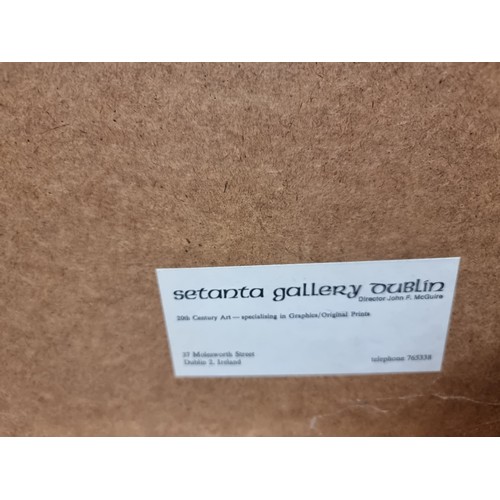 setanta gallery dublin
Director John F. McGuire
20th Century Art — specialising in Graphics/Original Prints
37 Molesworth Street
Dublin 2, Ireland
telephone 763338